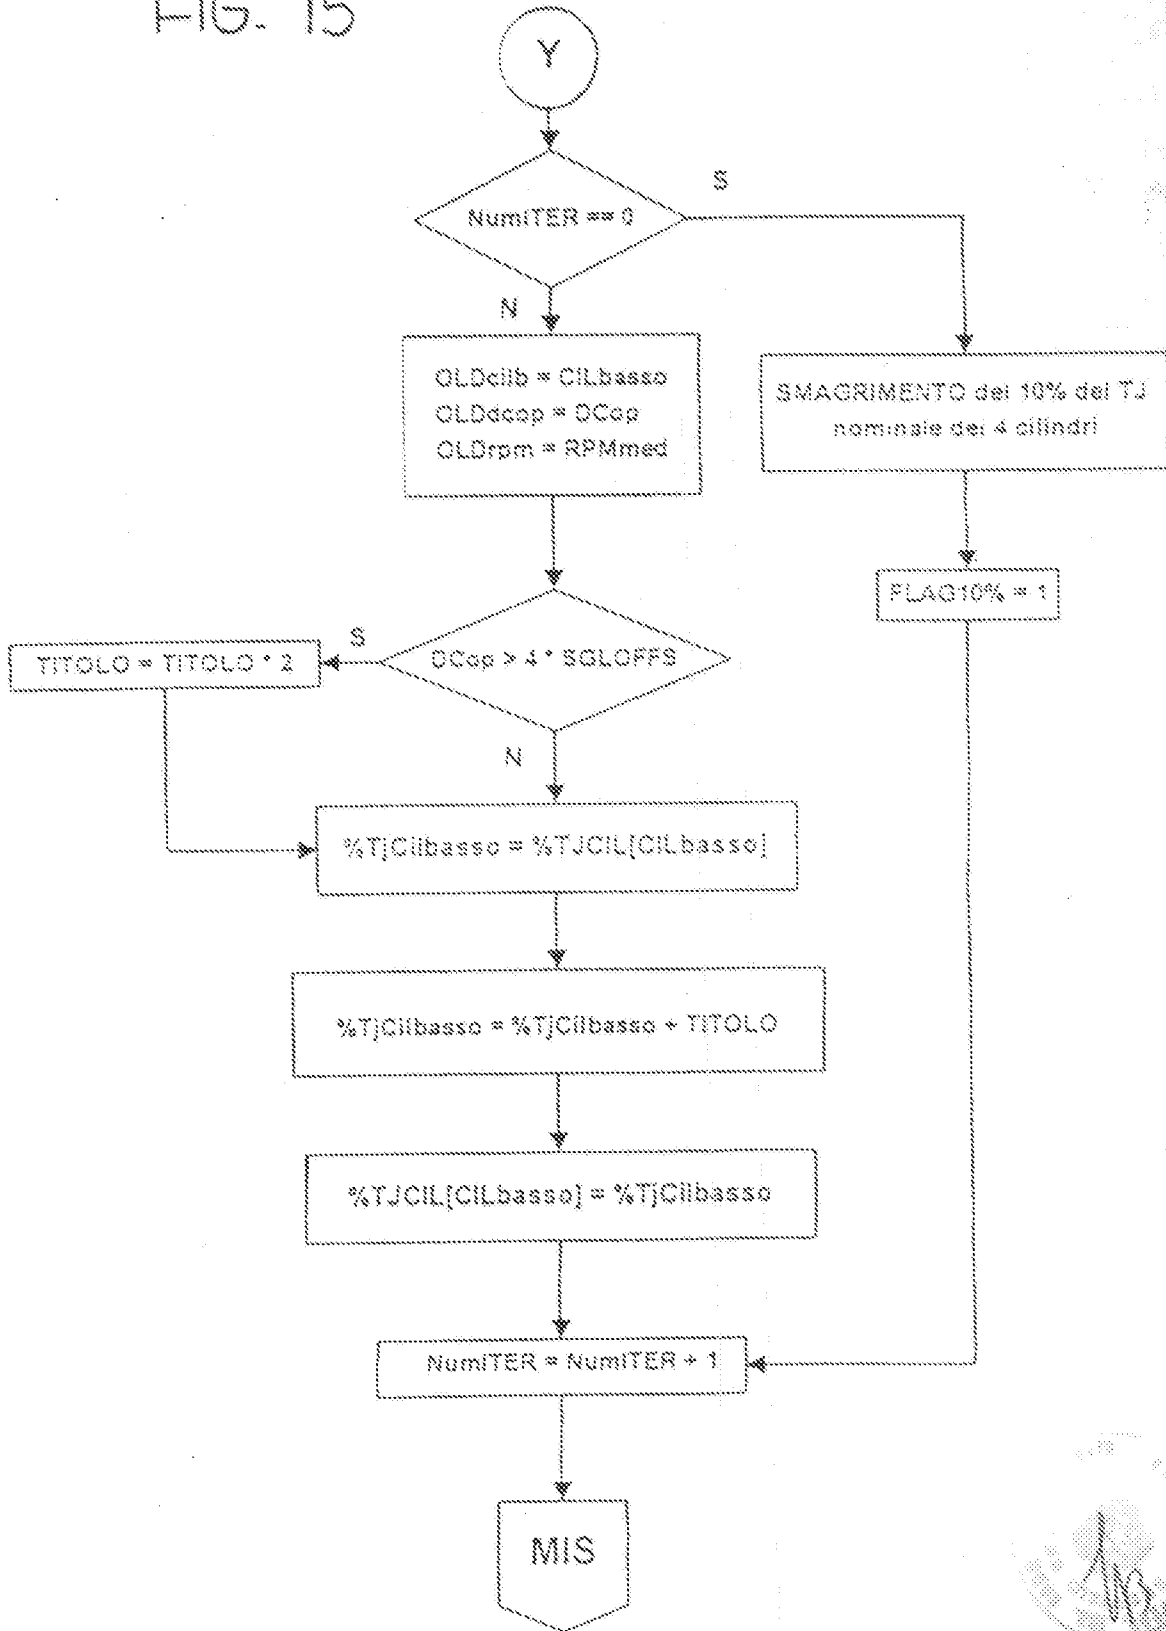 FIG. 15
Y
NumITER == 0
S
N
OLDcilb = CILbasso
OLDdcop = DCop
OLDrpm = RPMmed
SMAGRIMENTO del 10% del TJ
nominale dei 4 cilindri
FLAG10% = 1
DCop > 4 * SGLOFFS
S
TITOLO = TITOLO * 2
N
%TjCilbasso = %TJCIL[CILbasso]
%TjCilbasso = %TjCilbasso + TITOLO
%TJCIL[CILbasso] = %TjCilbasso
NumITER = NumITER + 1
MIS